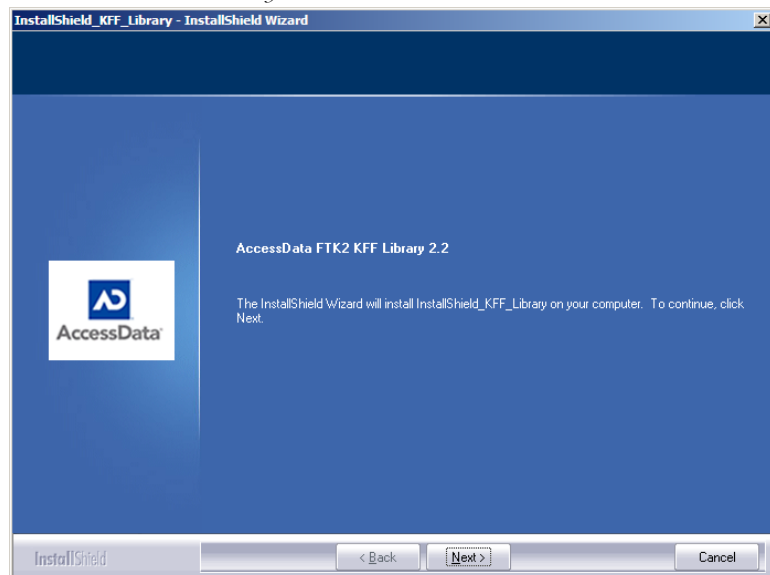 InstallShield_KFF_Library - InstallShield Wizard
AccessData FTK2 KFF Library 2.2
The InstallShield Wizard will install InstallShield_KFF_Library on your computer. To continue, click
Next.
AccessData
InstallShield
< Back
Next >
Cancel